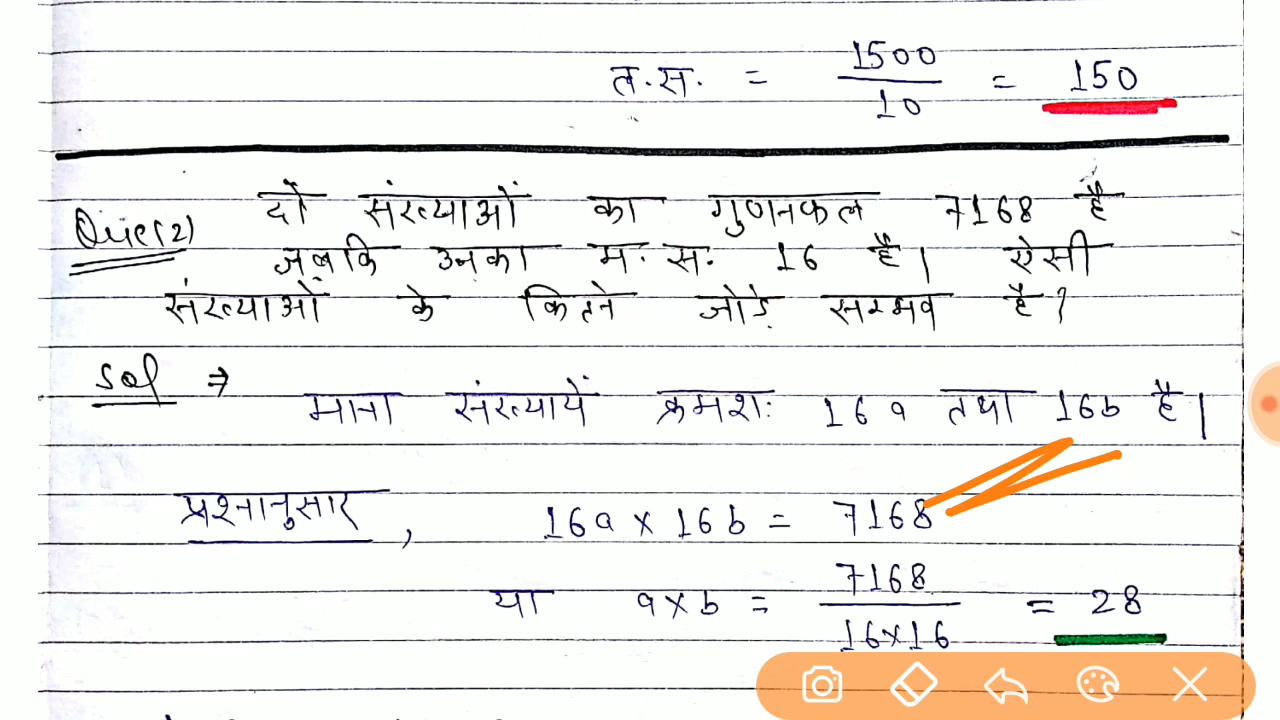 ल.स. = 1500/10 = 150
Que(2) दो संख्याओं का गुणनफल 7168 है
जबकि उनका म.स. 16 है। ऐसी
संख्याओं के कितने जोड़े सम्भव है?
Sol ⇒ माना संख्यायें क्रमशः 16a तथा 16b है।
प्रश्नानुसार, 16a × 16b = 7168
या a×b = 7168/16×16 = 28